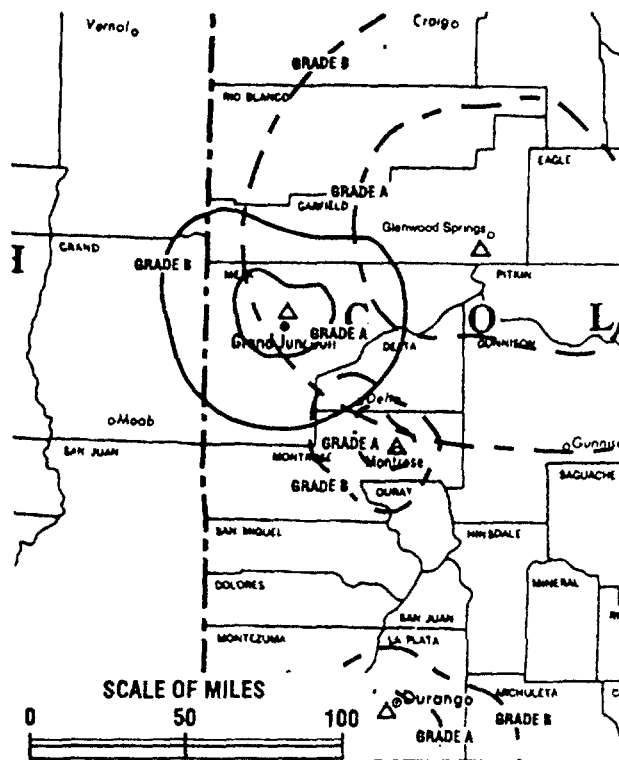 Vernal
Craig
GRADE B
RIO BLANCO
EAGLE
GRADE A
GARFIELD
Glenwood Springs
GRAND
GRADE B
PITKIN
H
C
O
L
GRADE A
Grand Junction
DELTA
GUNNISON
Delta
Moab
GRADE A
Montrose
Gunnison
SAN JUAN
MONTROSE
GRADE B
OURAY
SAGUACHE
SAN MIGUEL
HINSDALE
DOLORES
MINERAL
SAN JUAN
MONTEZUMA
LA PLATA
SCALE OF MILES
0 50 100
Durango
ARCHULETA
GRADE B
GRADE A